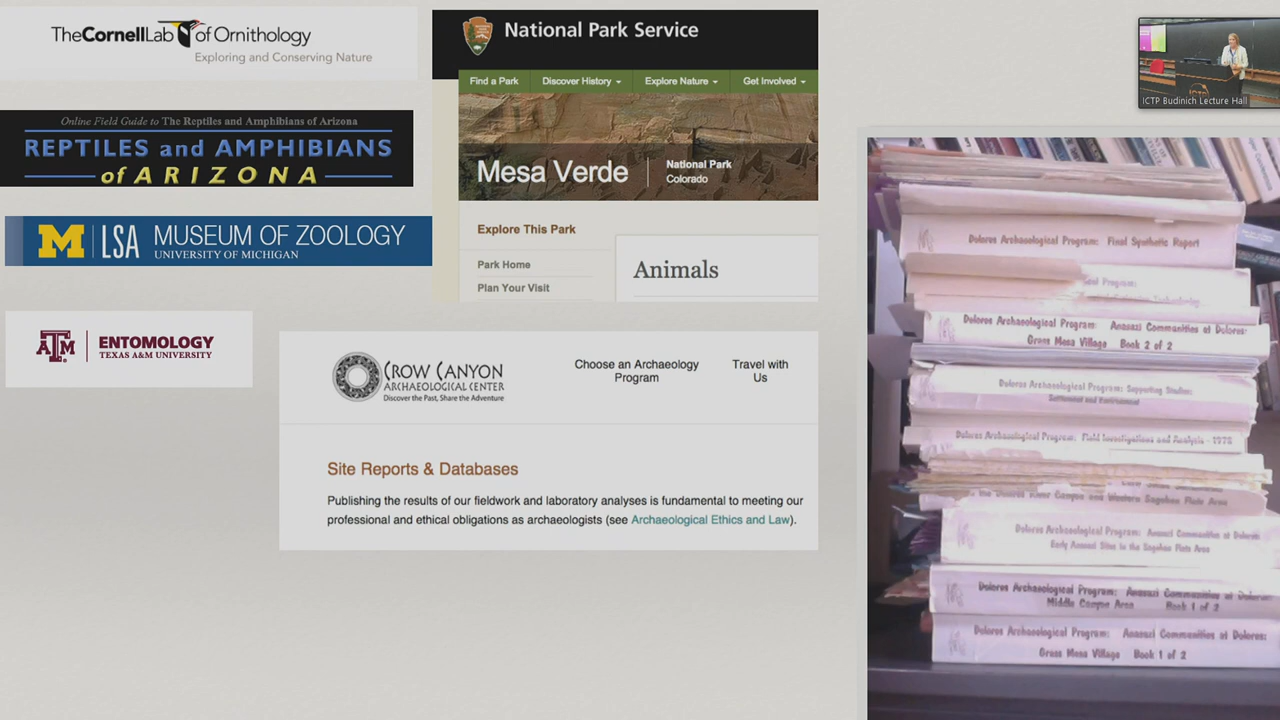 TheCornellLab of Ornithology
Exploring and Conserving Nature
Online Field Guide to The Reptiles and Amphibians of Arizona
REPTILES and AMPHIBIANS
of ARIZONA
M LSA MUSEUM OF ZOOLOGY
UNIVERSITY OF MICHIGAN
ATM ENTOMOLOGY
TEXAS A&M UNIVERSITY
National Park Service
Find a Park Discover History Explore Nature Get Involved
Mesa Verde National Park
Colorado
Explore This Park
Park Home
Plan Your Visit
Animals
CROW CANYON
ARCHAEOLOGICAL CENTER
Discover the Past, Share the Adventure
Choose an Archaeology
Program
Travel with
Us
Site Reports & Databases
Publishing the results of our fieldwork and laboratory analyses is fundamental to meeting our
professional and ethical obligations as archaeologists (see Archaeological Ethics and Law).
ICTP Budinich Lecture Hall
Dolores Archaeological Program: Final Synthetic Report
Dolores Archaeological Program: Anasazi Communities at Dolores:
Grass Mesa Village Book 2 of 2
Dolores Archaeological Program: Supporting Studies:
Settlement and Environment
Dolores Archaeological Program: Field Investigations and Analysis - 1978
Dolores Archaeological Program: Anasazi Communities at Dolores:
Early Anasazi Sites in the Sagehen Flats Area
Dolores Archaeological Program: Anasazi Communities at Dolores:
Middle Canyon Area Book 1 of 2
Dolores Archaeological Program: Anasazi Communities at Dolores:
Grass Mesa Village Book 1 of 2